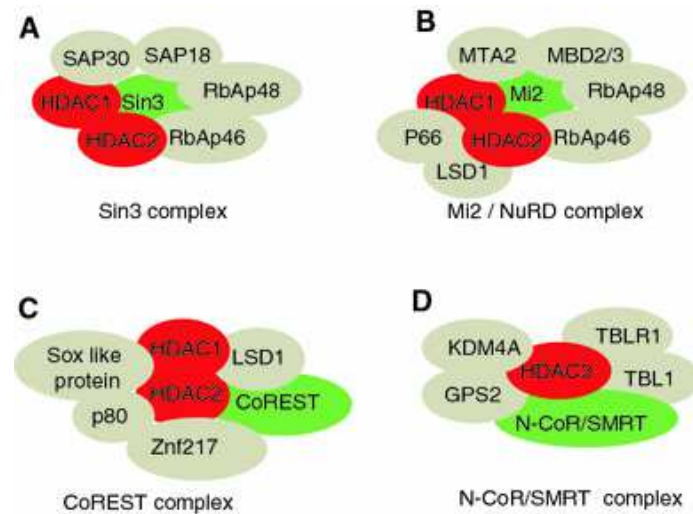 A
SAP30 SAP18
HDAC1 Sin3 RbAp48
HDAC2 RbAp46
Sin3 complex
B
MTA2 MBD2/3
HDAC1 Mi2 RbAp48
P66 HDAC2 RbAp46
LSD1
Mi2 / NuRD complex
C
HDAC1
Sox like
protein
LSD1
HDAC2 CoREST
p80
Znf217
CoREST complex
D
KDM4A TBLR1
HDAC3 TBL1
GPS2
N-CoR/SMRT
N-CoR/SMRT complex